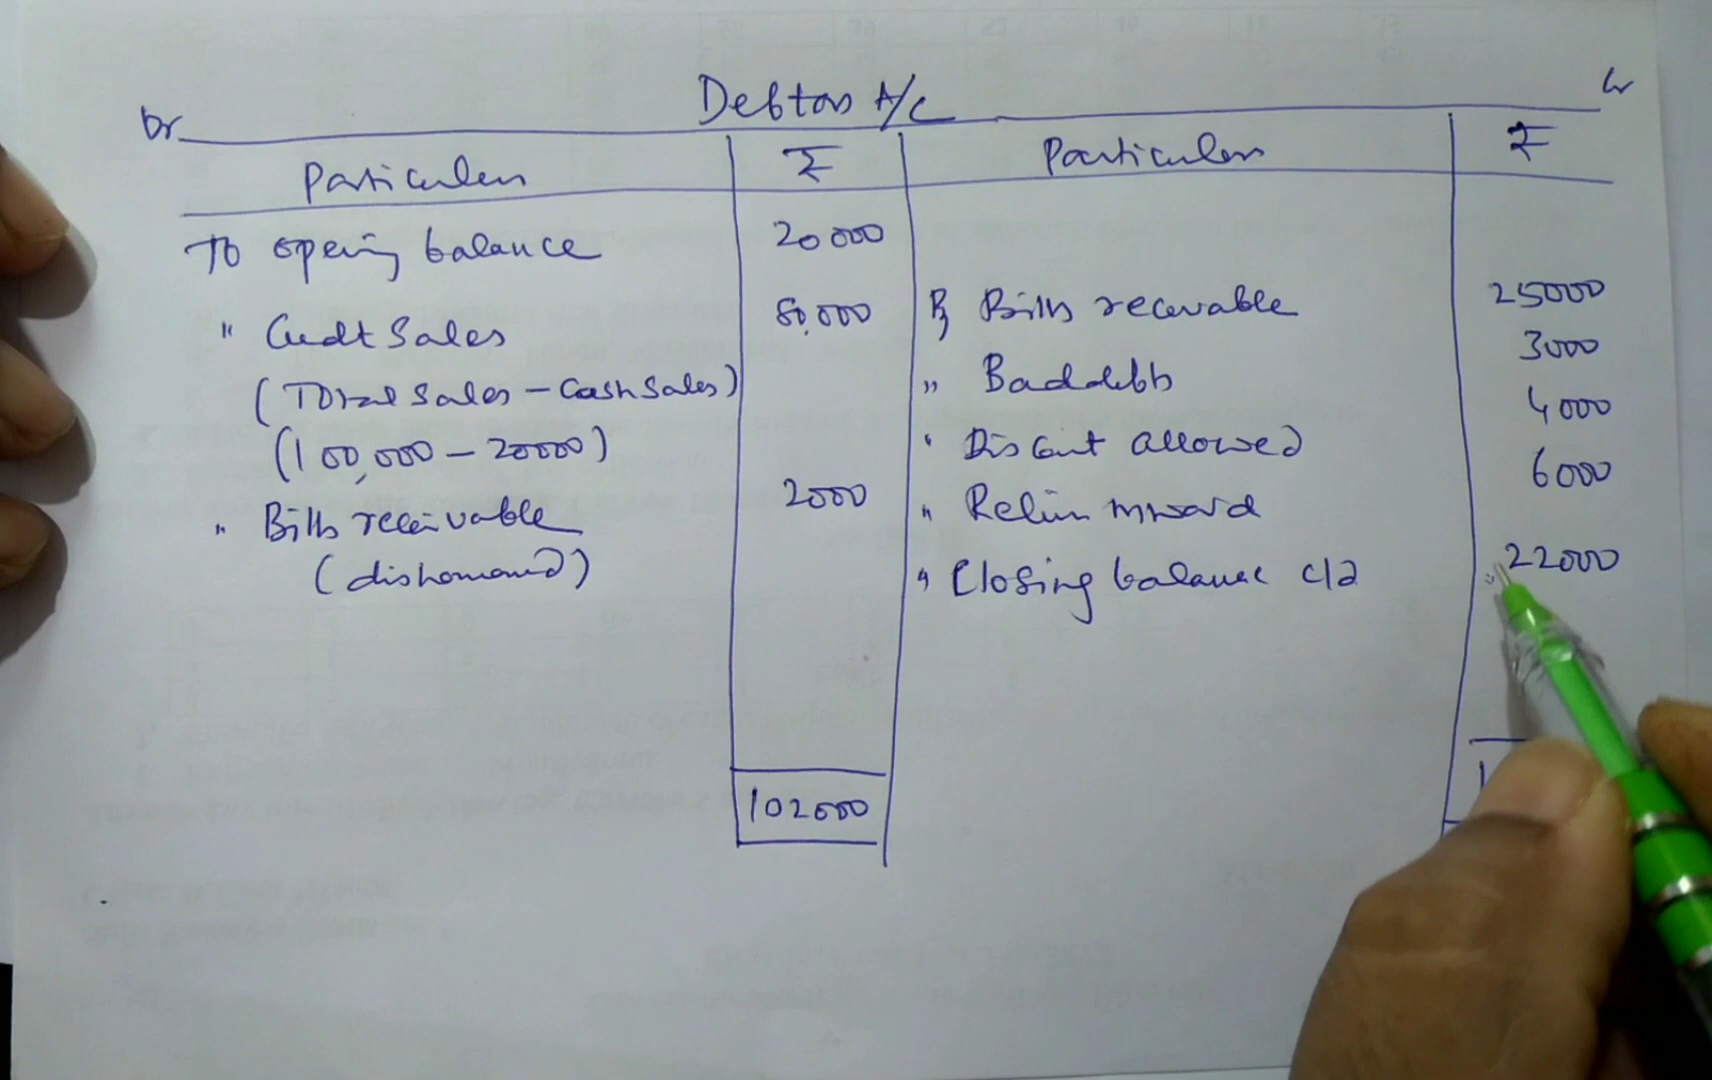 Debtors A/C
Dr Cr
Particulars ₹ Particulars ₹
To opening balance 20000
" Credit Sales 80,000 By Bills receivable 25000
(Total Sales - Cash Sales) " Bad debts 3000
(100,000 - 20000) " Discount allowed 4000
" Bills receivable 2000 " Return inward 6000
(dishonoured) " Closing balance c/d 22000
102000 1